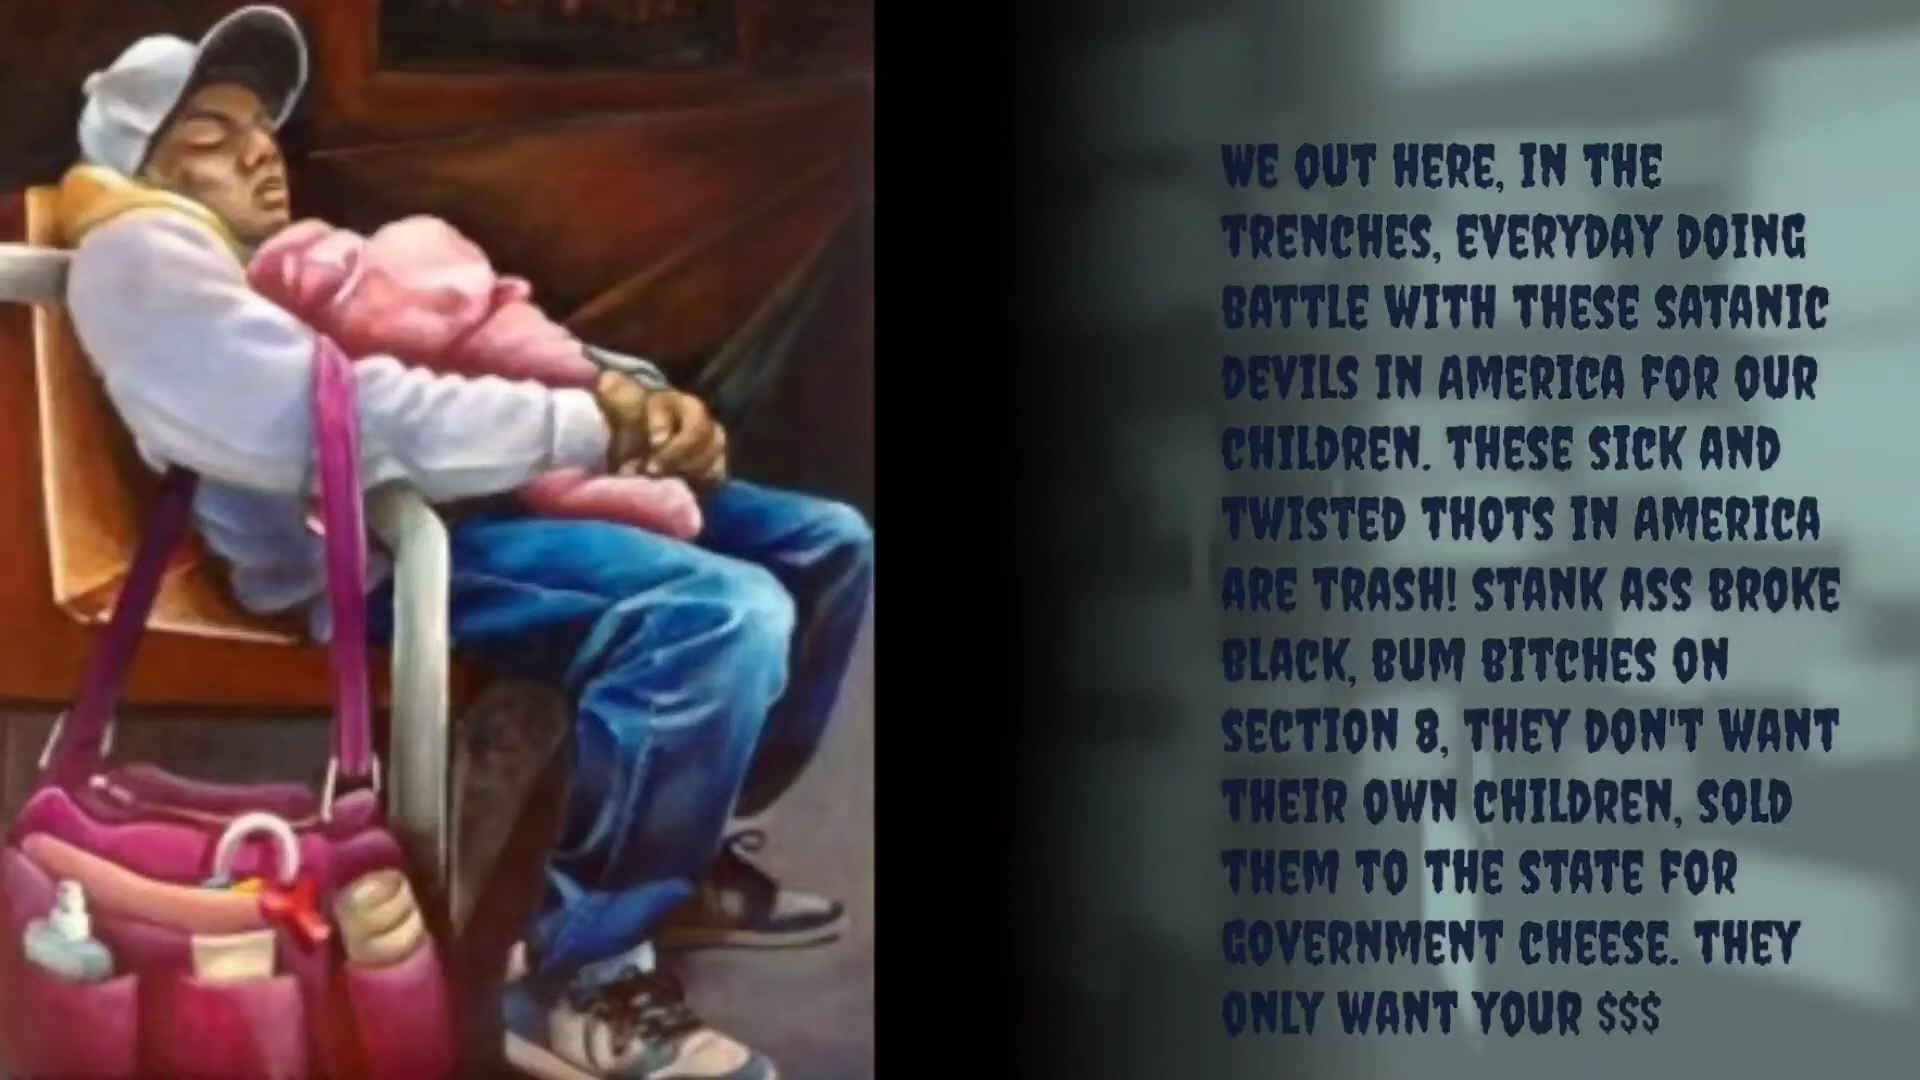 WE OUT HERE, IN THE
TRENCHES, EVERYDAY DOING
BATTLE WITH THESE SATANIC
DEVILS IN AMERICA FOR OUR
CHILDREN. THESE SICK AND
TWISTED THOTS IN AMERICA
ARE TRASH! STANK ASS BROKE
BLACK, BUM BITCHES ON
SECTION 8, THEY DON'T WANT
THEIR OWN CHILDREN, SOLD
THEM TO THE STATE FOR
GOVERNMENT CHEESE. THEY
ONLY WANT YOUR $$$